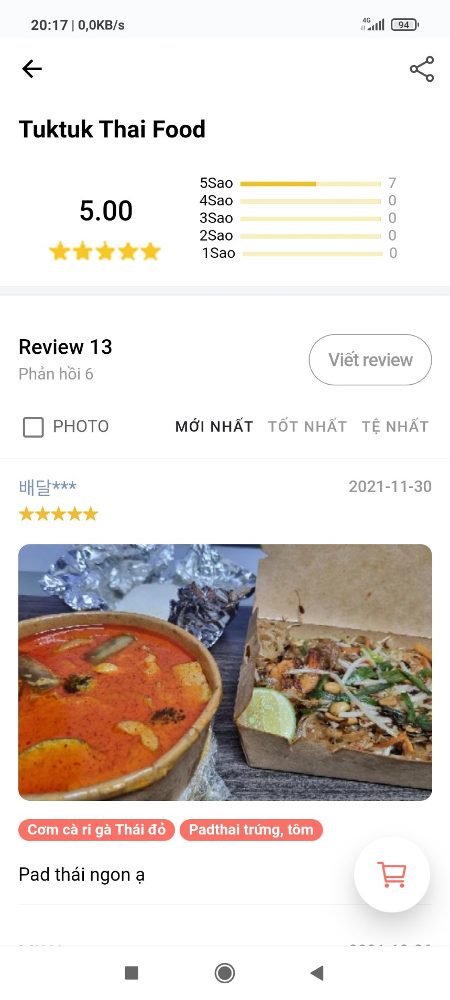 20:17 | 0,0KB/s 4G 94
Tuktuk Thai Food
5.00
5Sao 7
4Sao 0
3Sao 0
2Sao 0
1Sao 0
Review 13
Phản hồi 6
Viết review
PHOTO MỚI NHẤT TỐT NHẤT TỆ NHẤT
배달*** 2021-11-30
Cơm cà ri gà Thái đỏ Padthai trứng, tôm
Pad thái ngon ạ